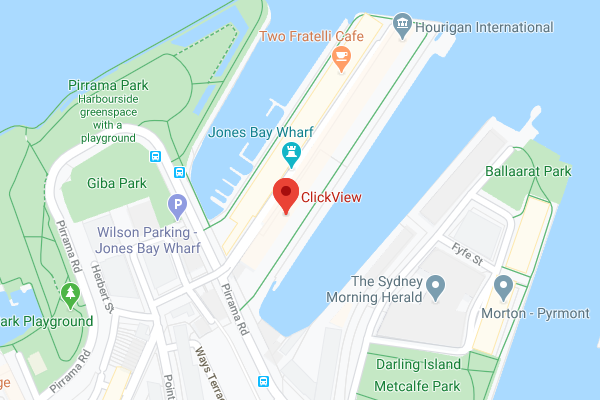 Hourigan International
Two Fratelli Cafe
Pirrama Park
Harbourside
greenspace
with a
playground
Jones Bay Wharf
Ballaarat Park
Giba Park
ClickView
P
Wilson Parking -
Jones Bay Wharf
Pirrama Rd
Herbert St
Fyfe St
The Sydney
Morning Herald
Pirrama Rd
Morton - Pyrmont
ark Playground
Pirrama Rd
Ways Terrac
Point
Darling Island
Metcalfe Park
ge